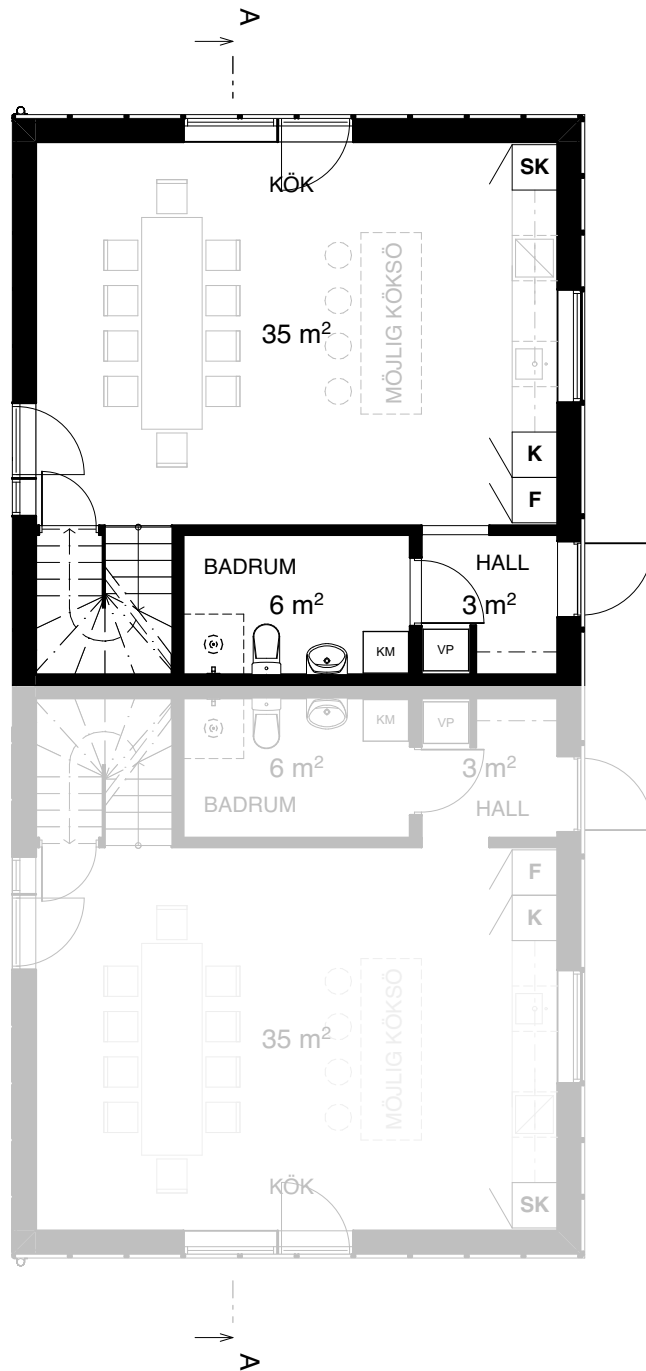 A
KÖK
SK
MÖJLIG KÖKSÖ
35 m²
K
F
BADRUM
HALL
6 m²
3 m²
KM
VP
KM
VP
6 m²
3 m²
BADRUM
HALL
F
K
MÖJLIG KÖKSÖ
35 m²
KÖK
SK
A